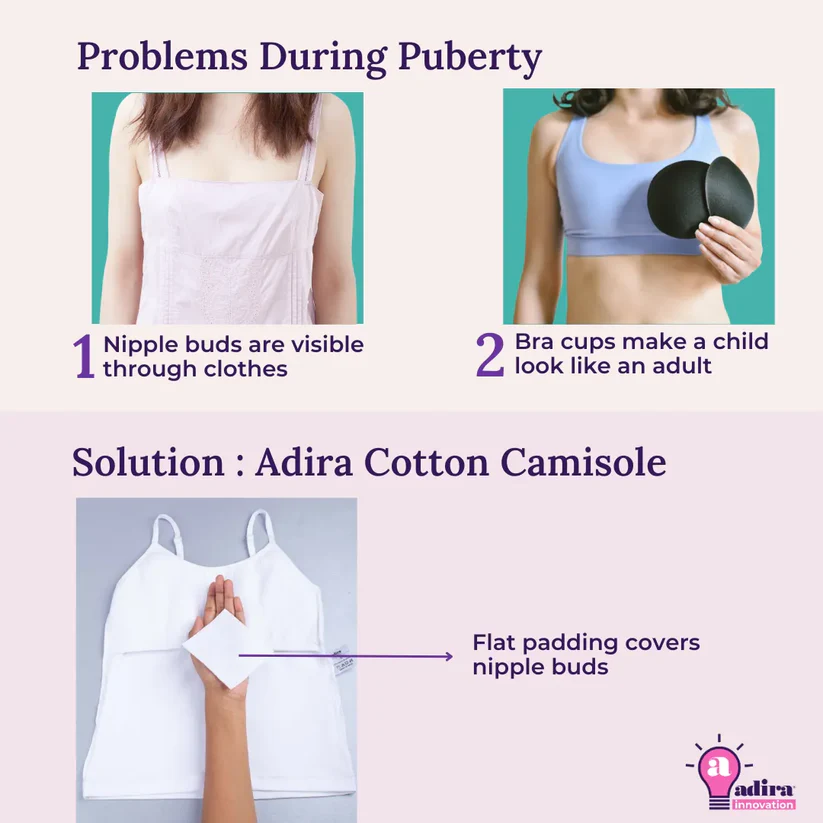 Problems During Puberty
1 Nipple buds are visible
through clothes
2 Bra cups make a child
look like an adult
Solution : Adira Cotton Camisole
Flat padding covers
nipple buds
a
adira
innovation